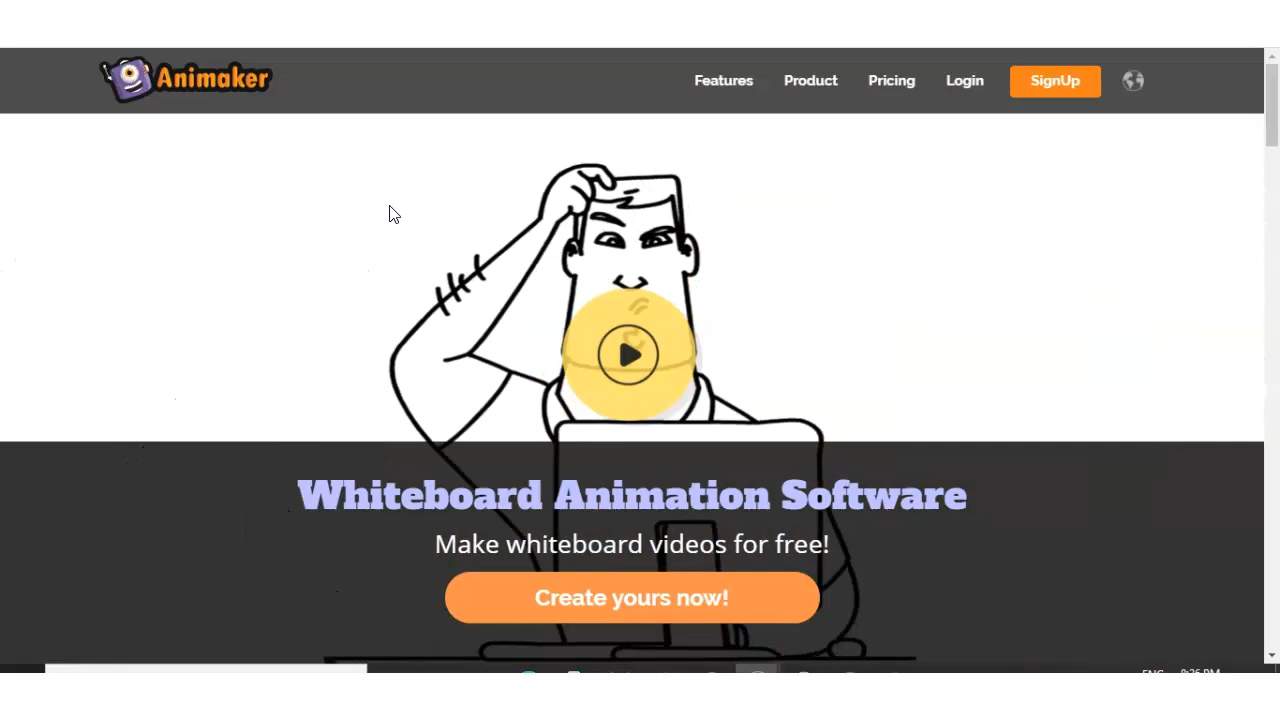 Animaker
Features Product Pricing Login SignUp
Whiteboard Animation Software
Make whiteboard videos for free!
Create yours now!